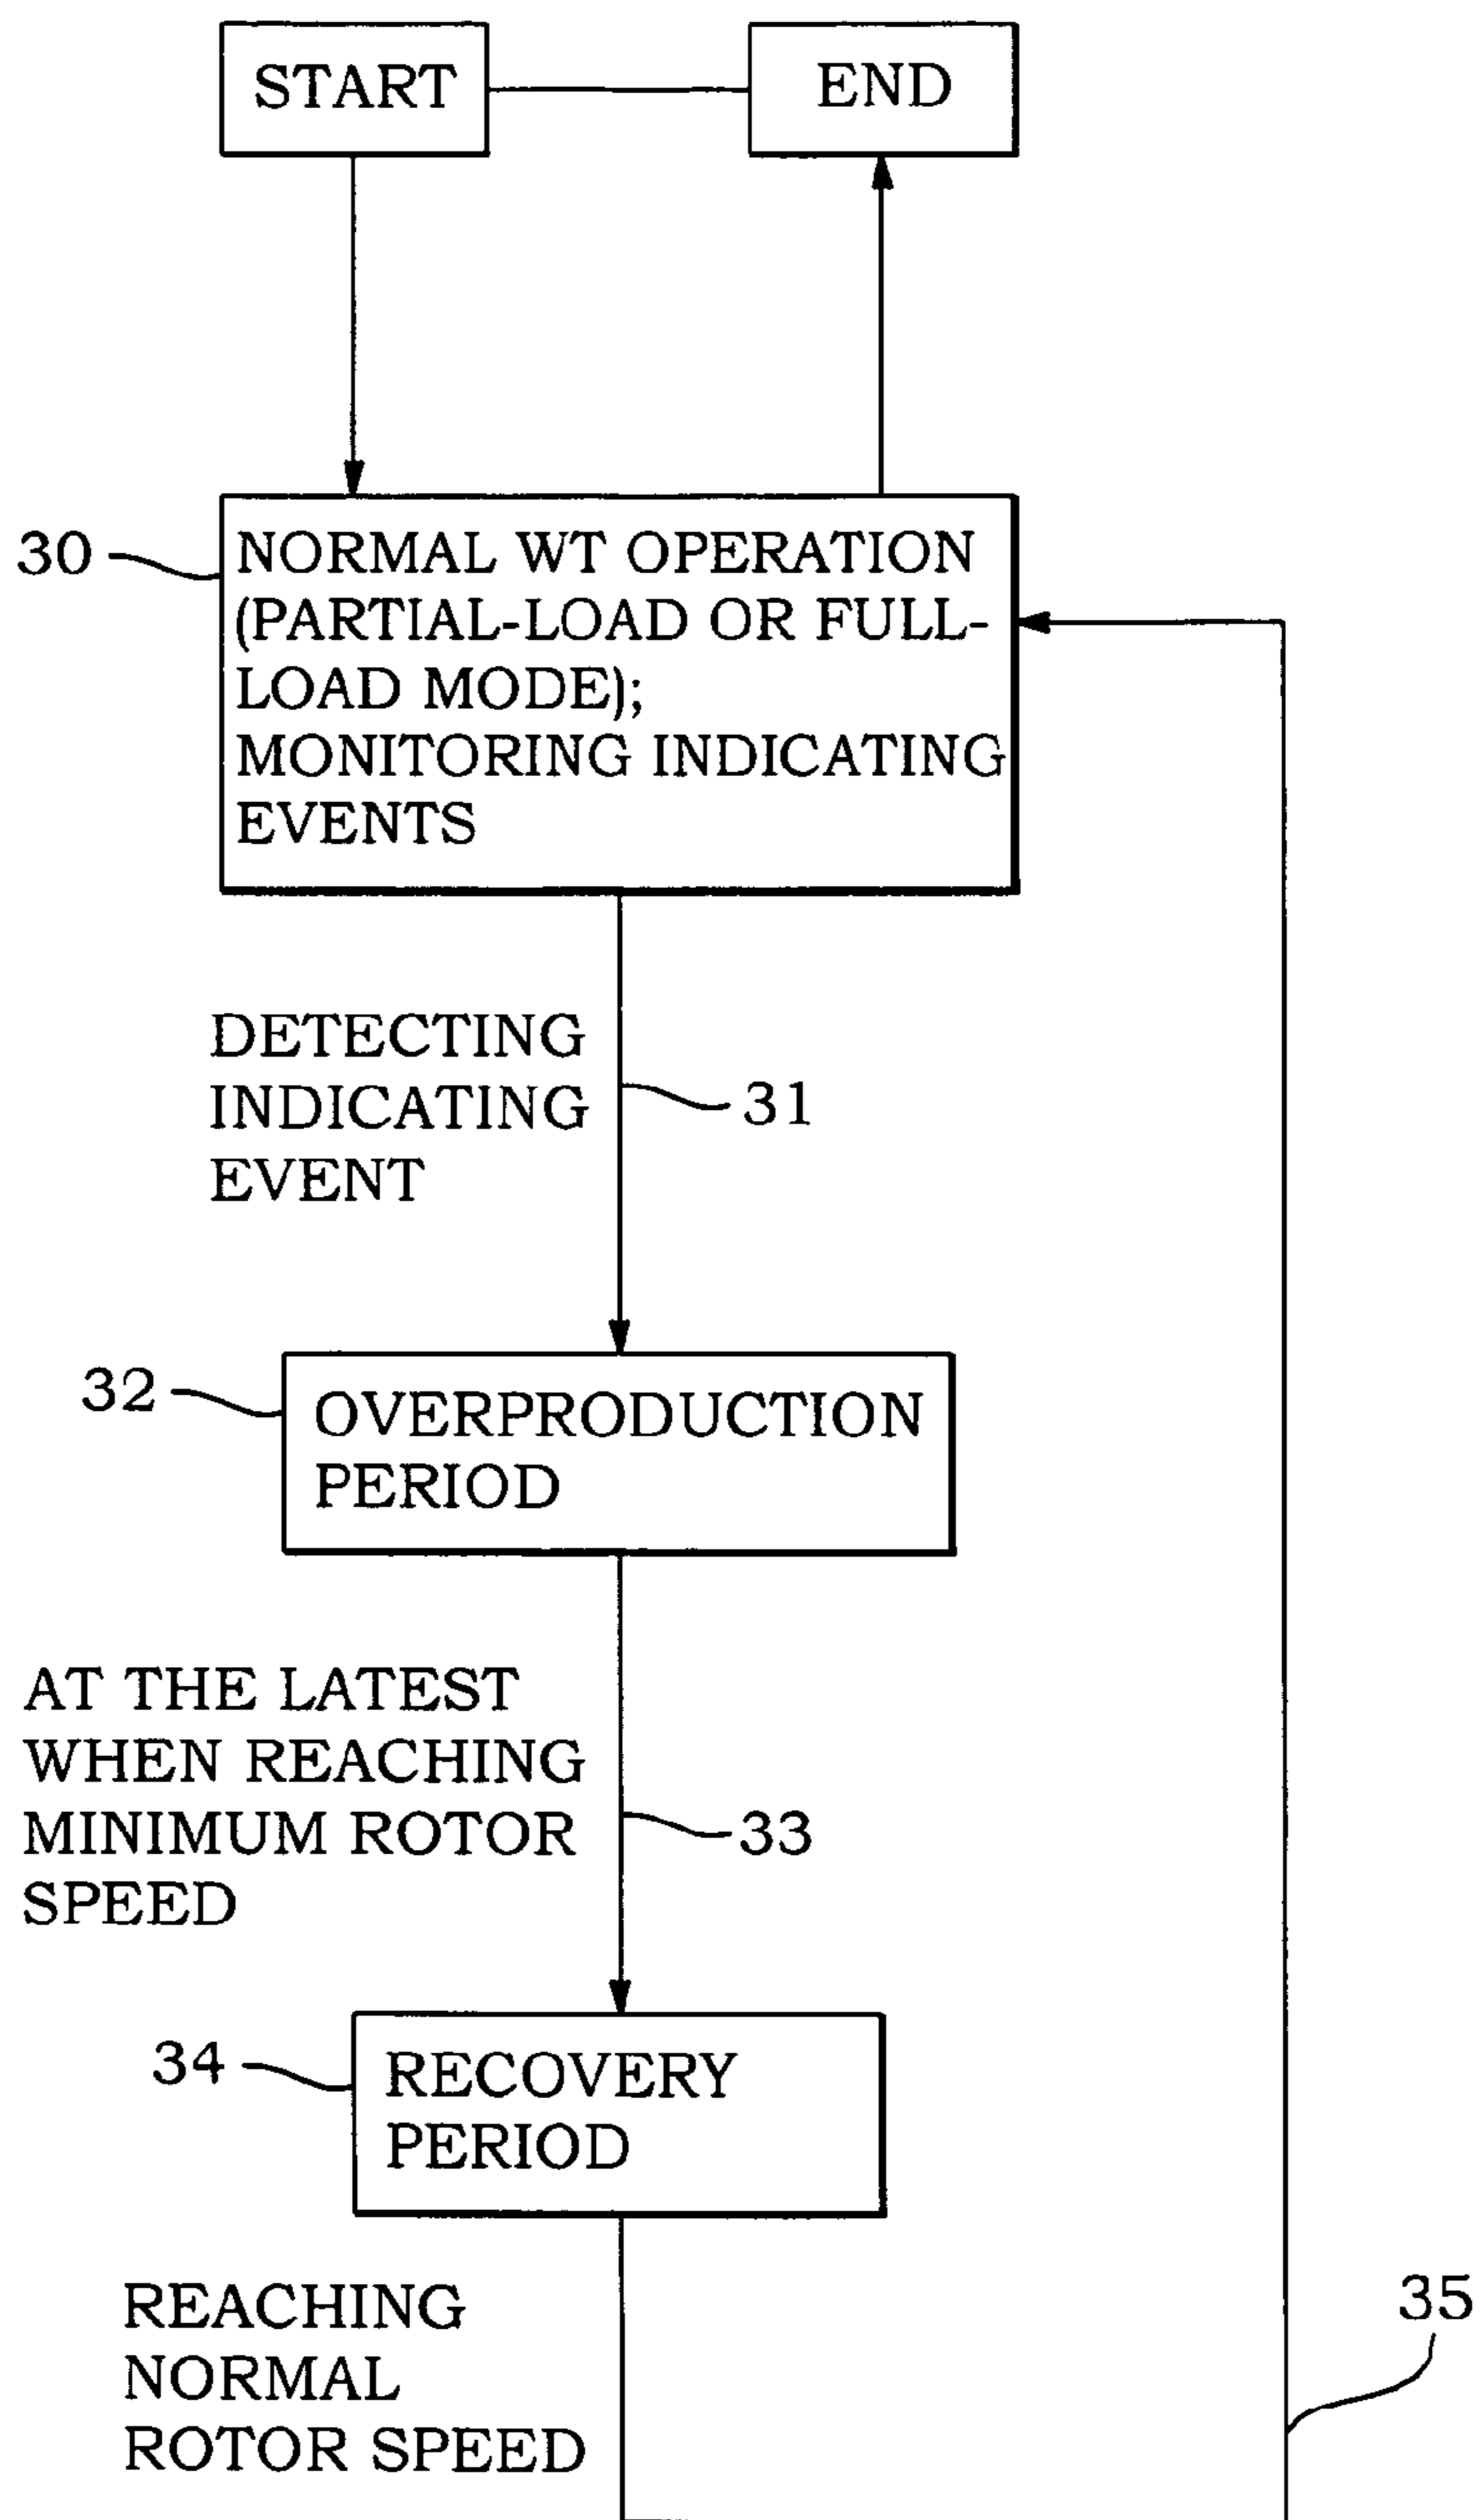 START
END
30
NORMAL WT OPERATION
(PARTIAL-LOAD OR FULL-
LOAD MODE);
MONITORING INDICATING
EVENTS
DETECTING
INDICATING
EVENT
31
32
OVERPRODUCTION
PERIOD
AT THE LATEST
WHEN REACHING
MINIMUM ROTOR
SPEED
33
34
RECOVERY
PERIOD
REACHING
NORMAL
ROTOR SPEED
35